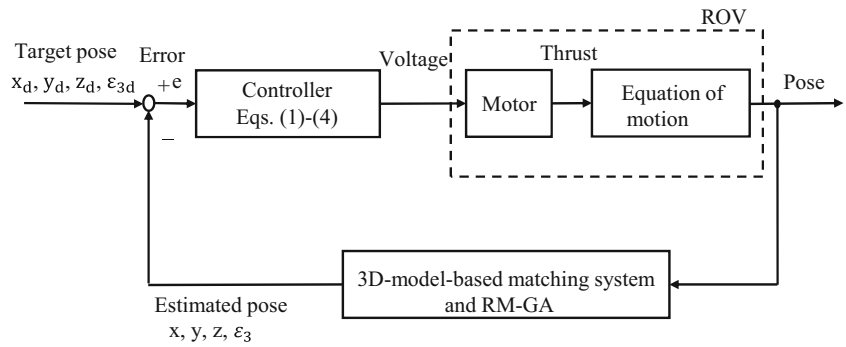 ROV
Target pose
x_d, y_d, z_d, ε_3d
Error
+e
−
Controller
Eqs. (1)-(4)
Voltage
Motor
Thrust
Equation of
motion
Pose
3D-model-based matching system
and RM-GA
Estimated pose
x, y, z, ε_3